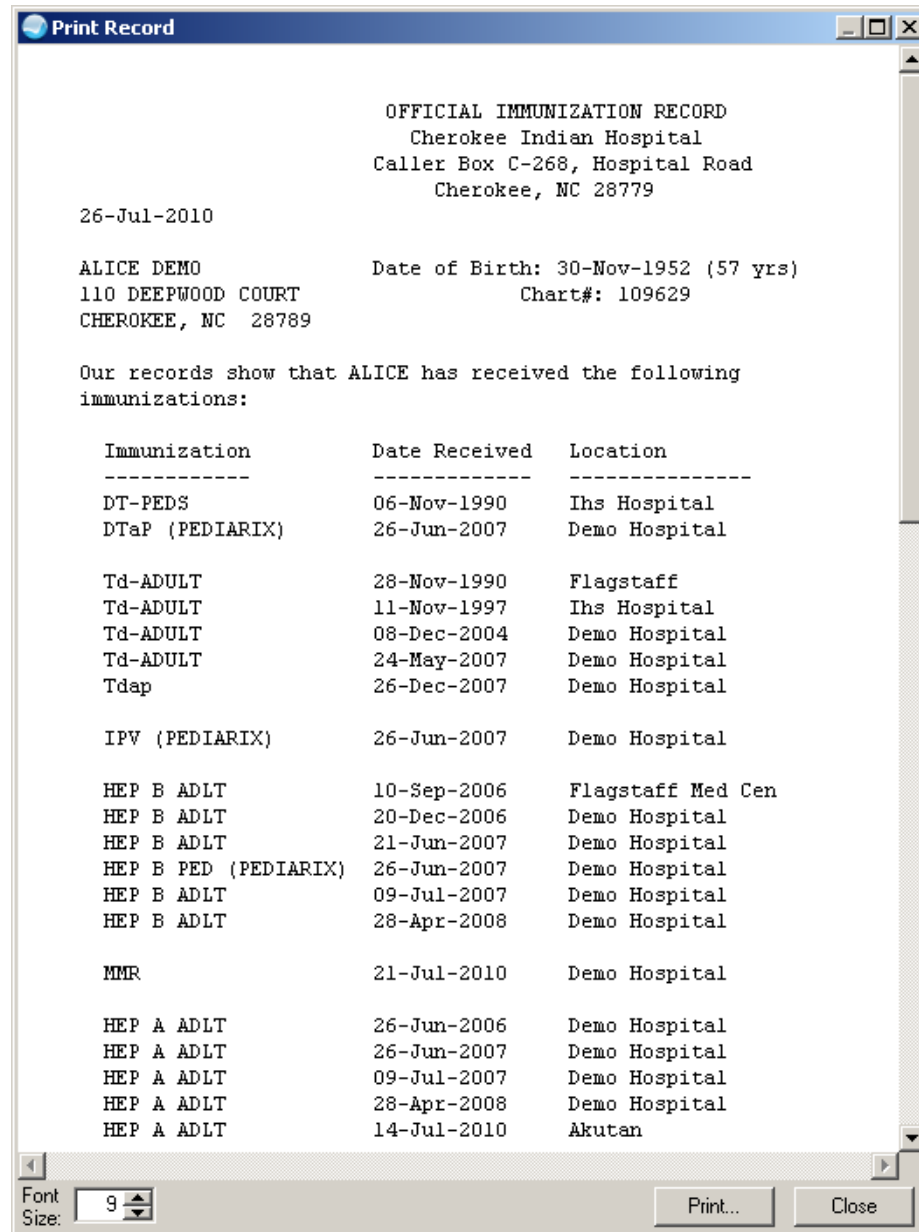 Print Record
OFFICIAL IMMUNIZATION RECORD
Cherokee Indian Hospital
Caller Box C-268, Hospital Road
Cherokee, NC 28779
26-Jul-2010
ALICE DEMO Date of Birth: 30-Nov-1952 (57 yrs)
110 DEEPWOOD COURT Chart#: 109629
CHEROKEE, NC 28789
Our records show that ALICE has received the following
immunizations:
Immunization Date Received Location
------------ ------------- ---------------
DT-PEDS 06-Nov-1990 Ihs Hospital
DTaP (PEDIARIX) 26-Jun-2007 Demo Hospital
Td-ADULT 28-Nov-1990 Flagstaff
Td-ADULT 11-Nov-1997 Ihs Hospital
Td-ADULT 08-Dec-2004 Demo Hospital
Td-ADULT 24-May-2007 Demo Hospital
Tdap 26-Dec-2007 Demo Hospital
IPV (PEDIARIX) 26-Jun-2007 Demo Hospital
HEP B ADLT 10-Sep-2006 Flagstaff Med Cen
HEP B ADLT 20-Dec-2006 Demo Hospital
HEP B ADLT 21-Jun-2007 Demo Hospital
HEP B PED (PEDIARIX) 26-Jun-2007 Demo Hospital
HEP B ADLT 09-Jul-2007 Demo Hospital
HEP B ADLT 28-Apr-2008 Demo Hospital
MMR 21-Jul-2010 Demo Hospital
HEP A ADLT 26-Jun-2006 Demo Hospital
HEP A ADLT 26-Jun-2007 Demo Hospital
HEP A ADLT 09-Jul-2007 Demo Hospital
HEP A ADLT 28-Apr-2008 Demo Hospital
HEP A ADLT 14-Jul-2010 Akutan
Font Size: 9 Print... Close